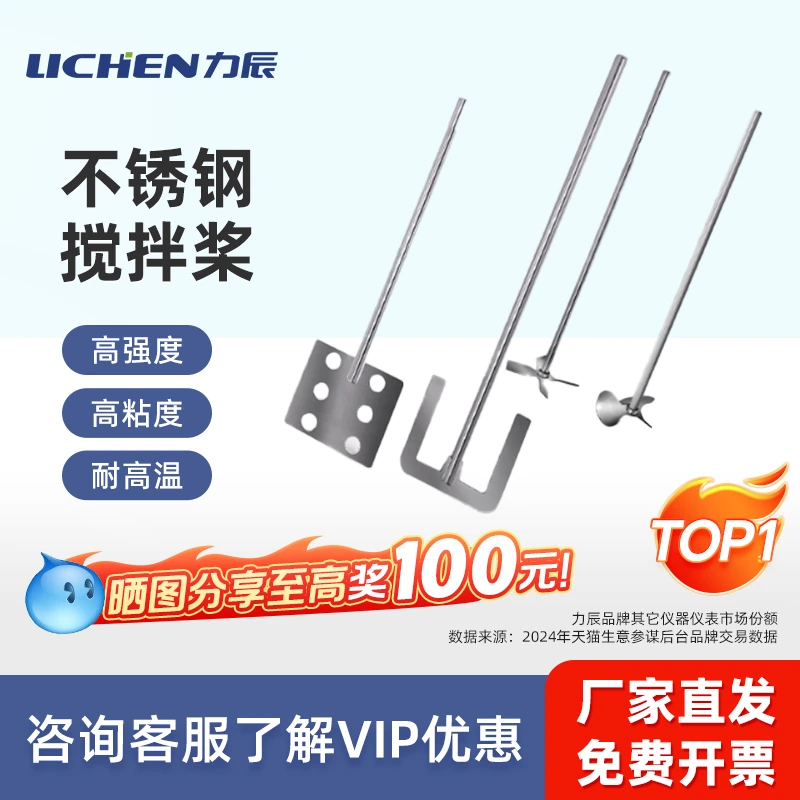 LICHEN力辰
不锈钢
搅拌桨
高强度
高粘度
耐高温
TOP1
晒图分享至高奖100元!
力辰品牌其它仪器仪表市场份额
数据来源：2024年天猫生意参谋后台品牌交易数据
咨询客服了解VIP优惠
厂家直发
免费开票